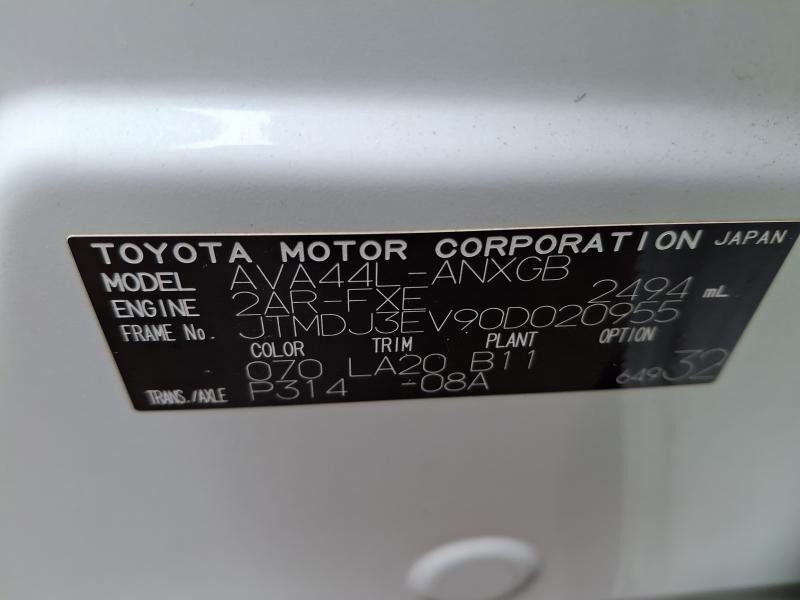 TOYOTA MOTOR CORPORATION JAPAN
MODEL AVA44L-ANXGB
ENGINE 2AR-FXE 2494 mL
FRAME No. JTMDJ3EV90D020955
COLOR TRIM PLANT OPTION
070 LA20 B11
TRANS./AXLE P314 -08A 64932